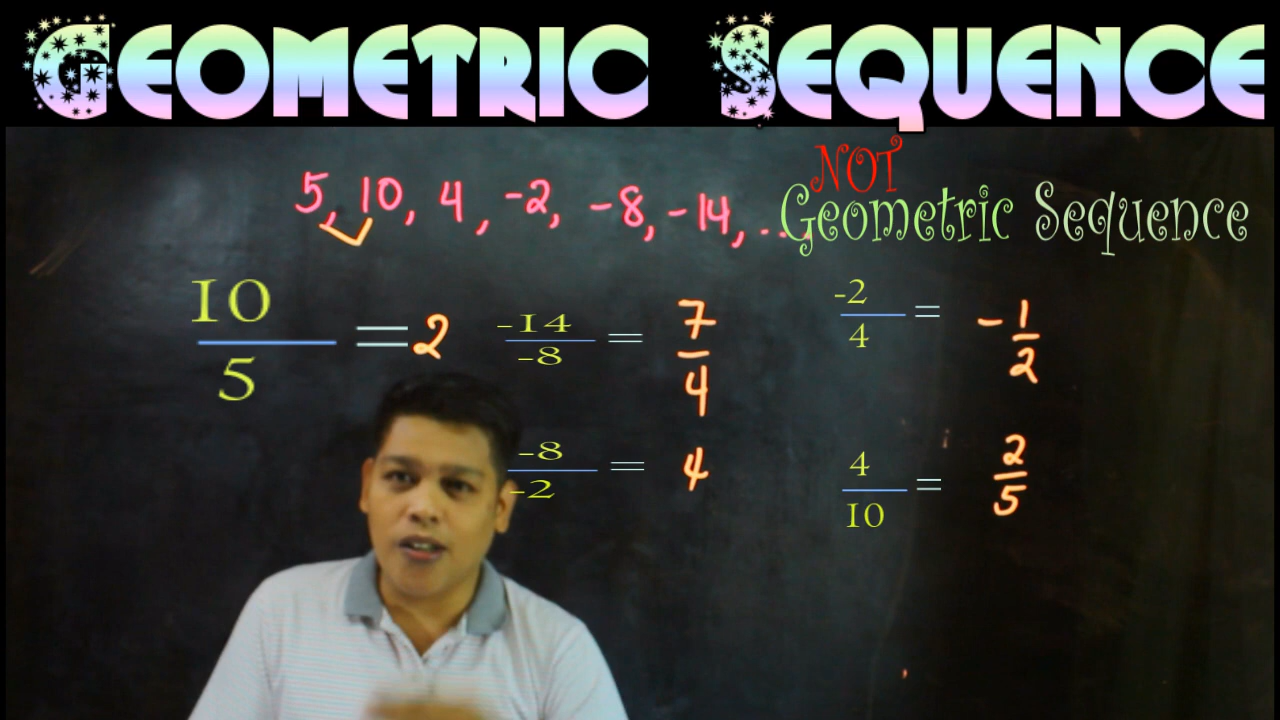 GEOMETRIC SEQUENCE
5, 10, 4, -2, -8, -14, ...
NOT
Geometric Sequence
10/5 = 2
-14/-8 = 7/4
-2/4 = -1/2
-8/-2 = 4
4/10 = 2/5